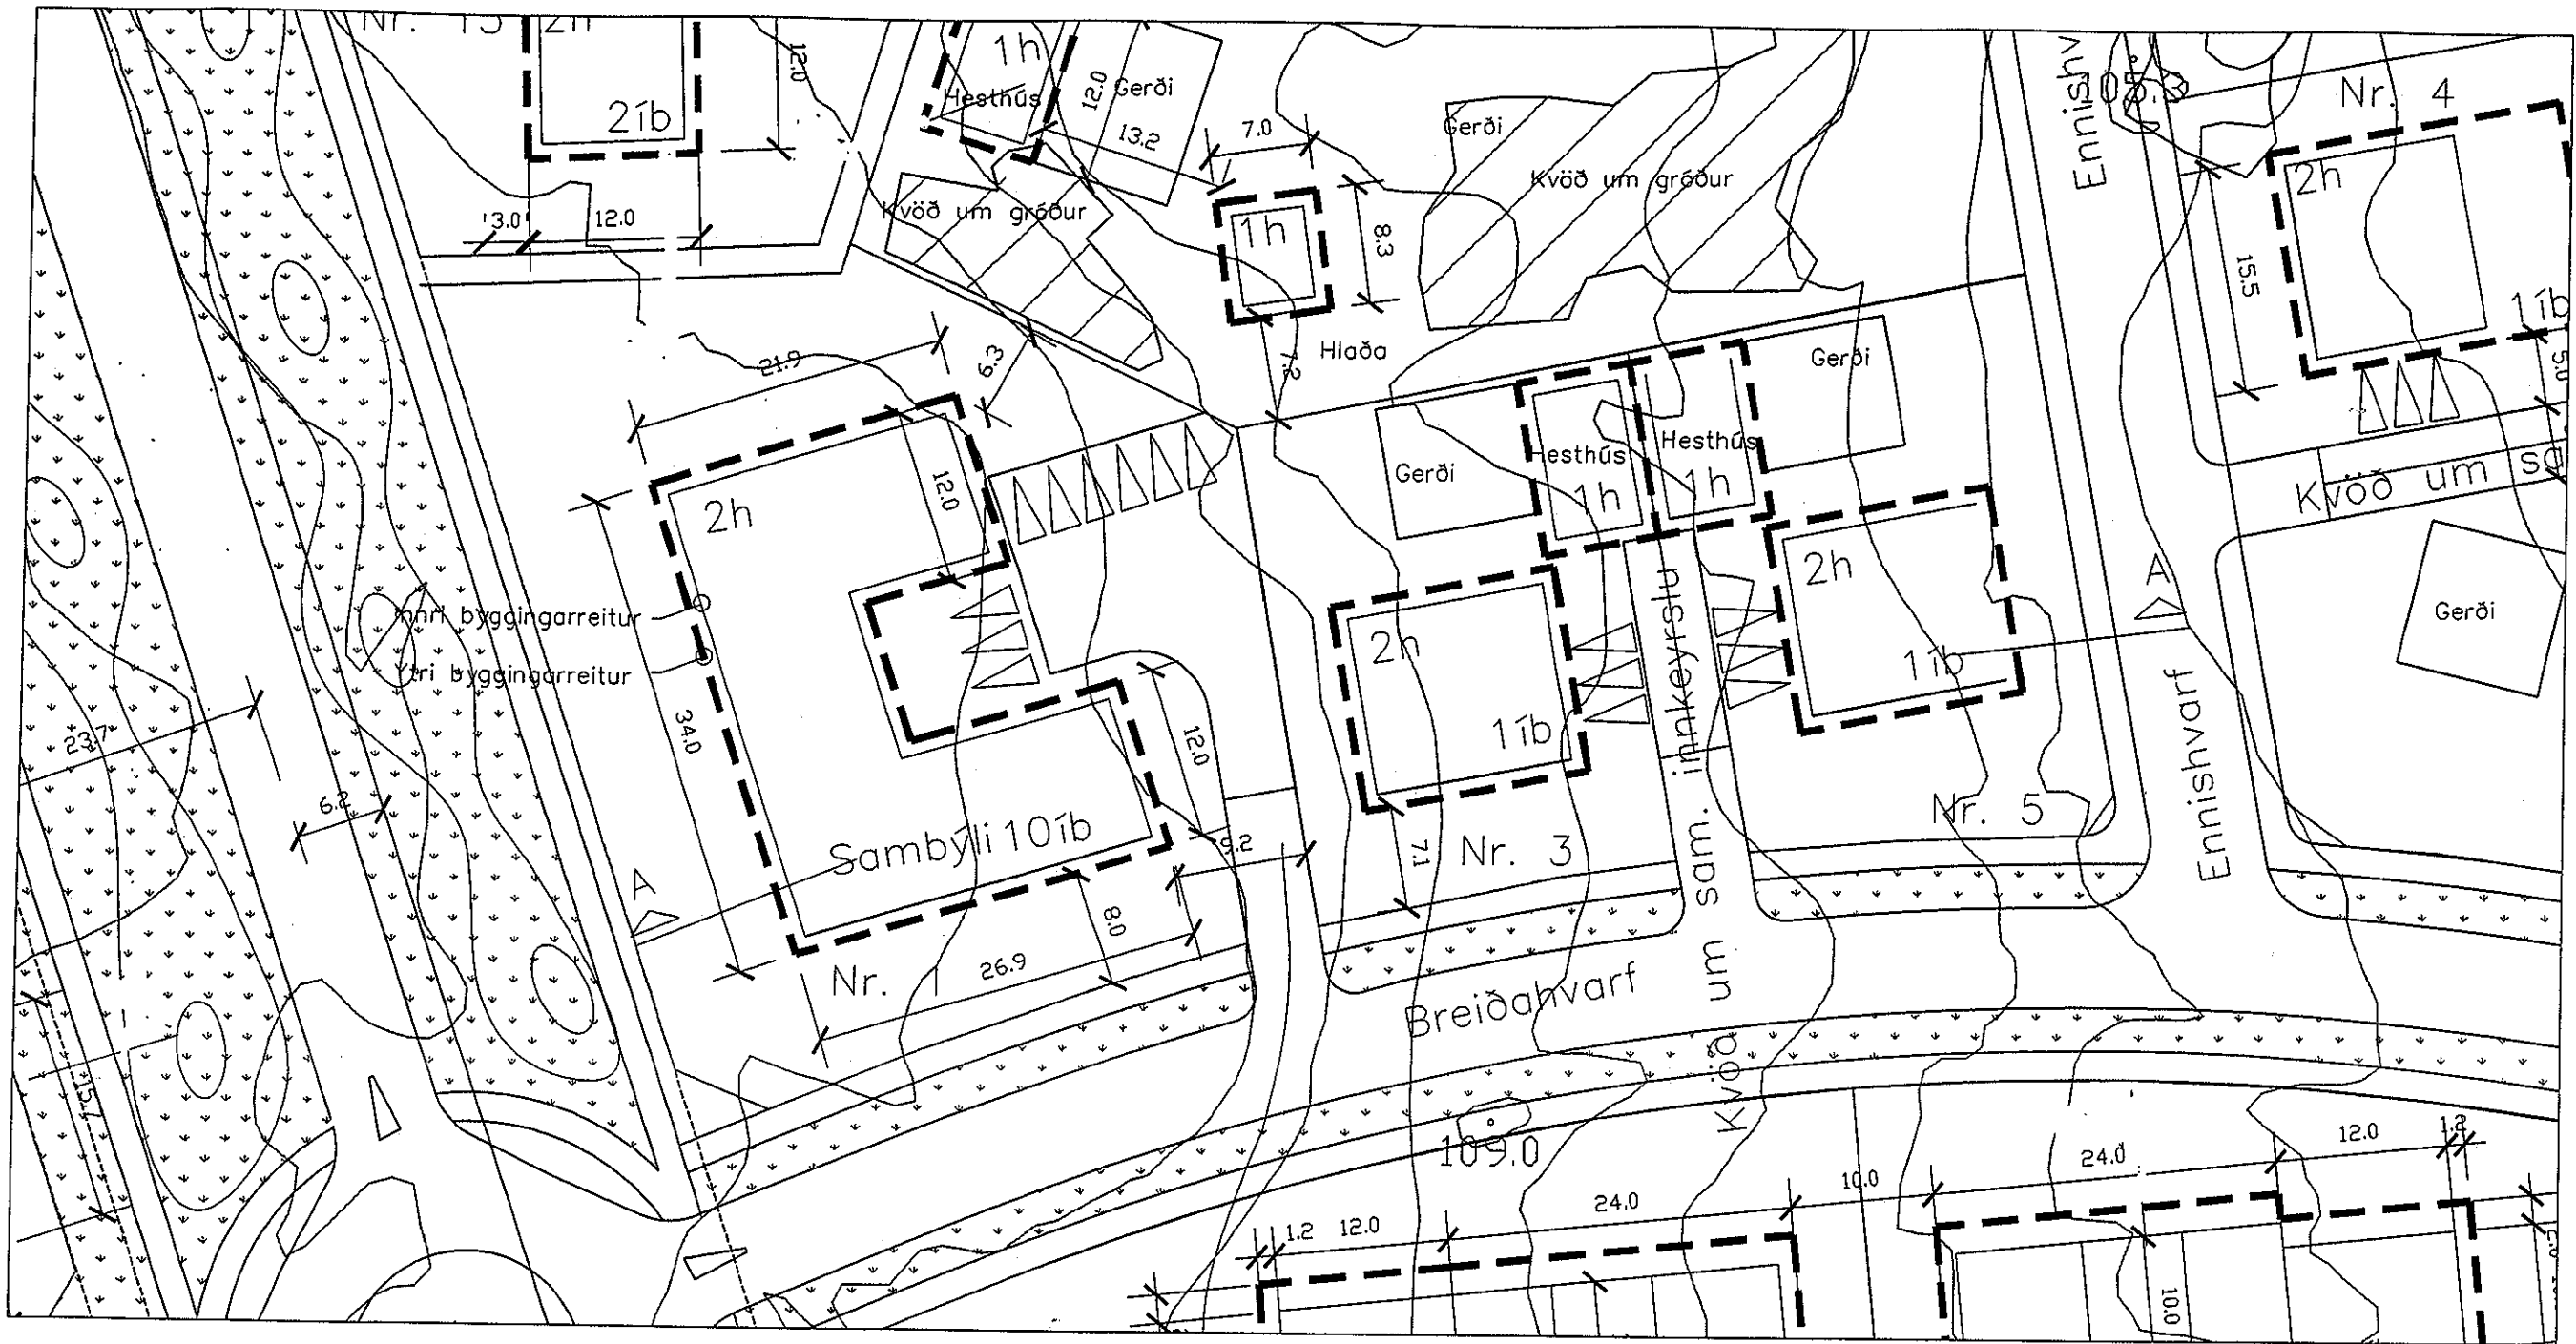 2h
2íb
12.0
3.0
12.0
1h
Hesthús
12.0
Gerði
13.2
Kvöð um gróður
7.0
1h
8.3
7.2
Hlaða
Gerði
Kvöð um gróður
Ennishv
105.3
Nr. 4
2h
15.5
1íb
5.0
21.9
6.3
12.0
2h
Innri byggingarreitur
Ytri byggingarreitur
34.0
Sambýli 10íb
12.0
9.2
8.0
26.9
Nr. 1
A
23.7
6.2
15.7
Gerði
Hesthús
1h
Hesthús
1h
Gerði
2h
1íb
Nr. 3
7.1
2h
1íb
Nr. 5
A
Kvöð um sam. innkeyrslu
Ennishvarf
Gerði
Breiðahvarf
109.0
1.2
12.0
24.0
10.0
24.0
12.0
1.2
10.0